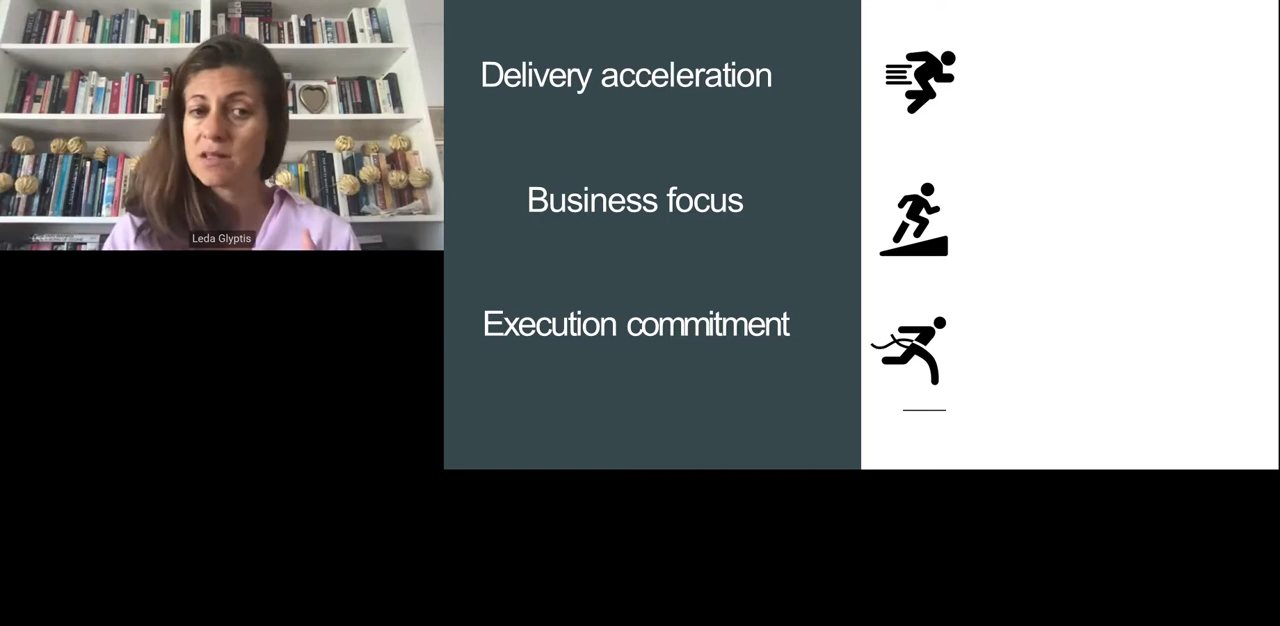 Leda Glyptis
Delivery acceleration
Business focus
Execution commitment